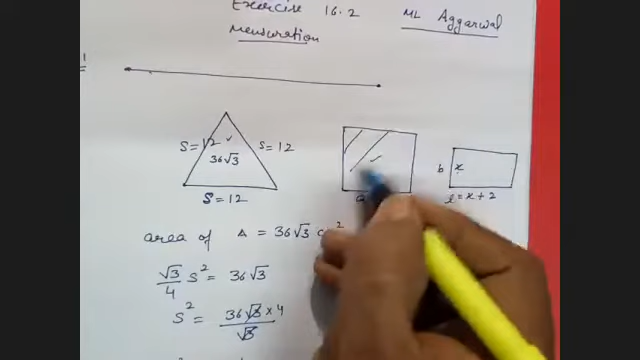 Exercise 16.2 ML Aggarwal
Mensuration
S=12 S=12
36√3
S=12
b x
l=x+2
area of Δ = 36√3
√3/4 S² = 36√3
S² = 36√3 x 4 / √3